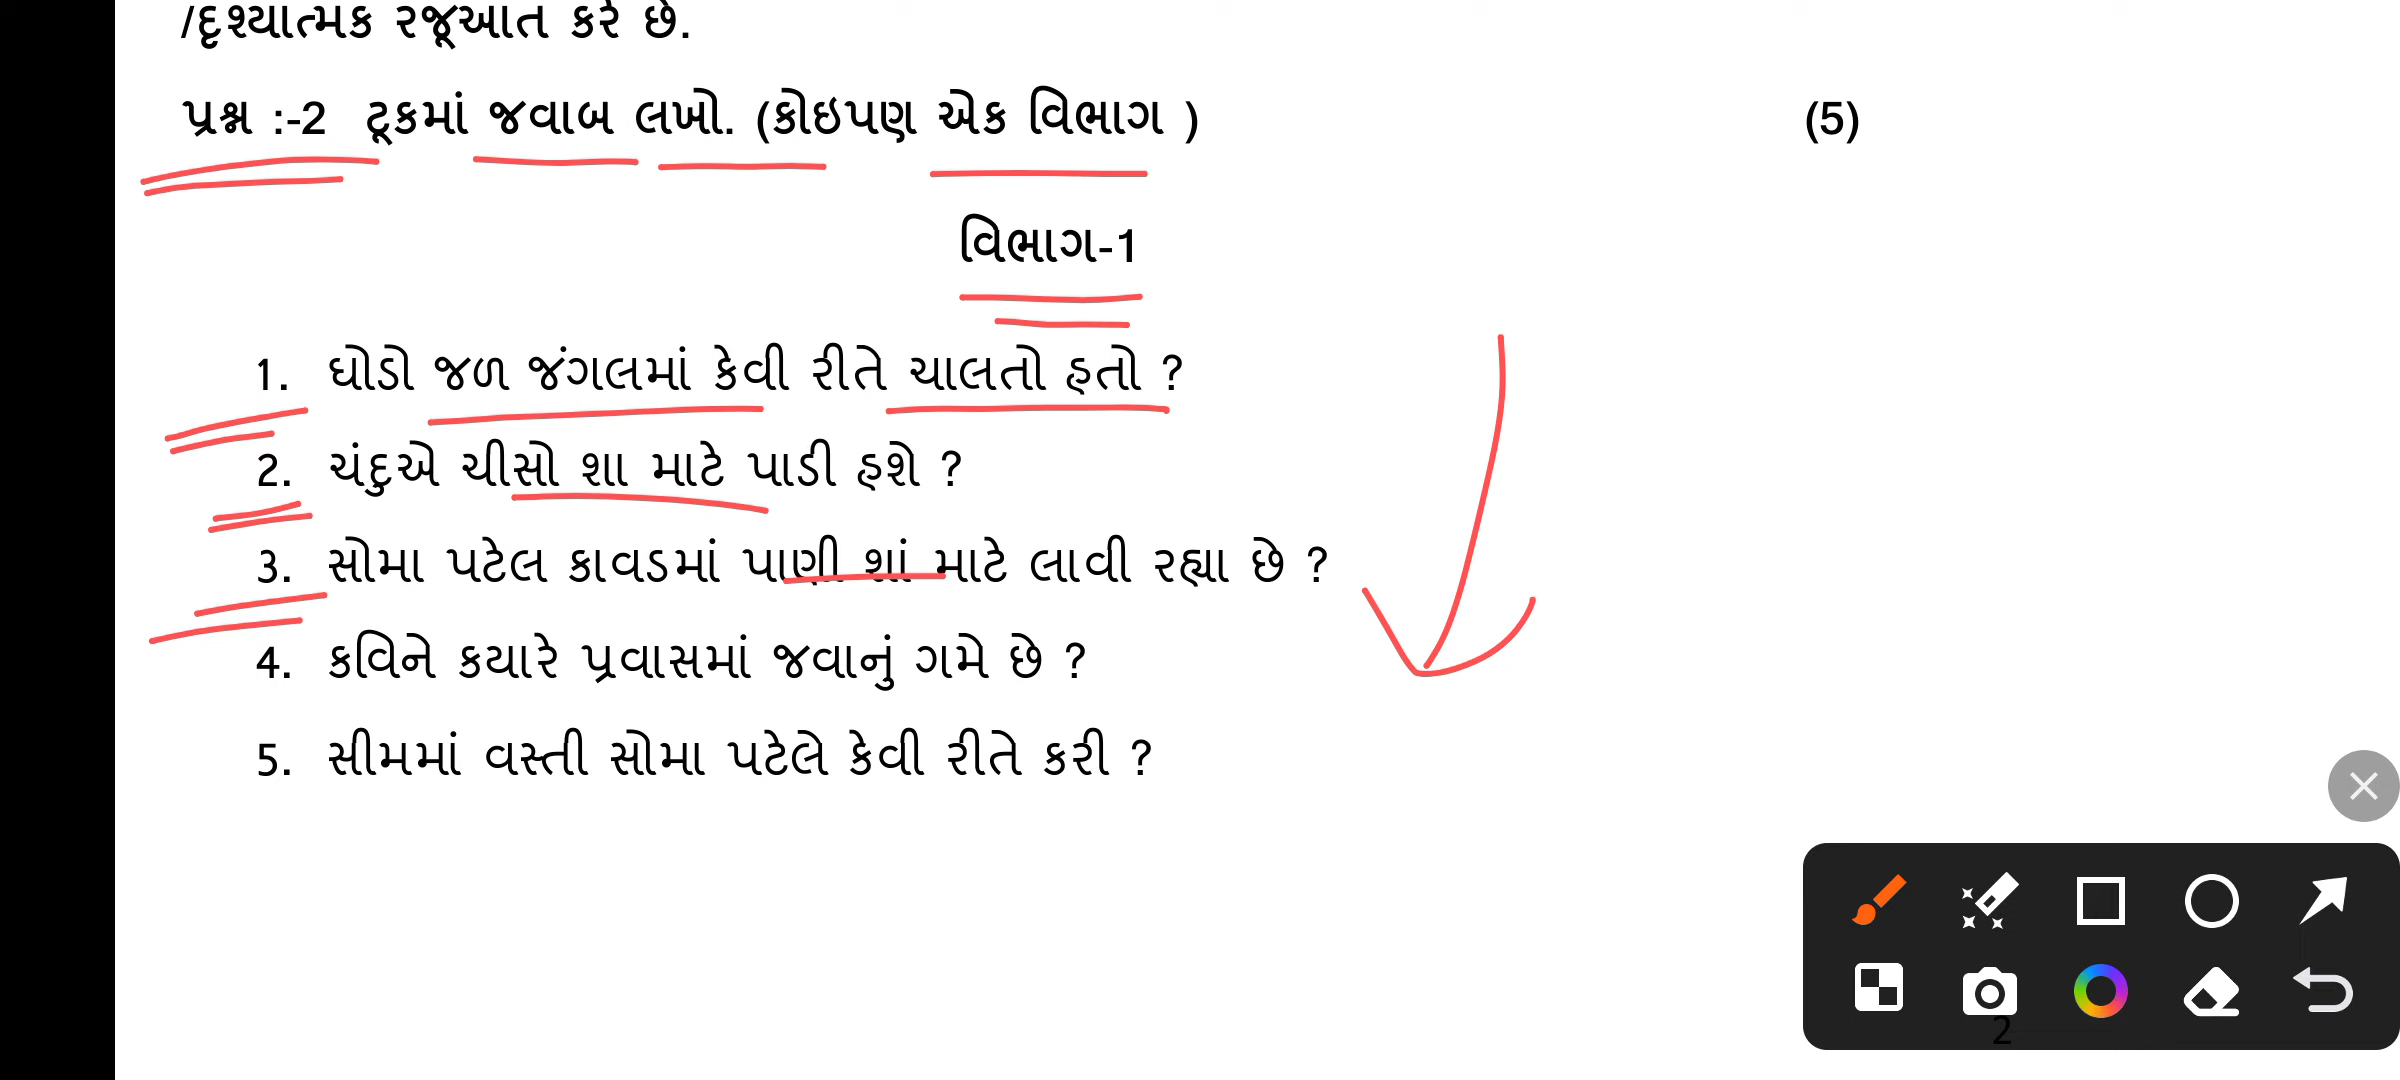 /દૃશ્યાત્મક રજૂઆત કરે છે.
પ્રશ્ન :-2 ટૂકમાં જવાબ લખો. (કોઇપણ એક વિભાગ ) (5)
વિભાગ-1
1. ઘોડો જળ જંગલમાં કેવી રીતે ચાલતો હતો ?
2. ચંદુએ ચીસો શા માટે પાડી હશે ?
3. સોમા પટેલ કાવડમાં પાણી શાં માટે લાવી રહ્યા છે ?
4. કવિને કયારે પ્રવાસમાં જવાનું ગમે છે ?
5. સીમમાં વસ્તી સોમા પટેલે કેવી રીતે કરી ?
2